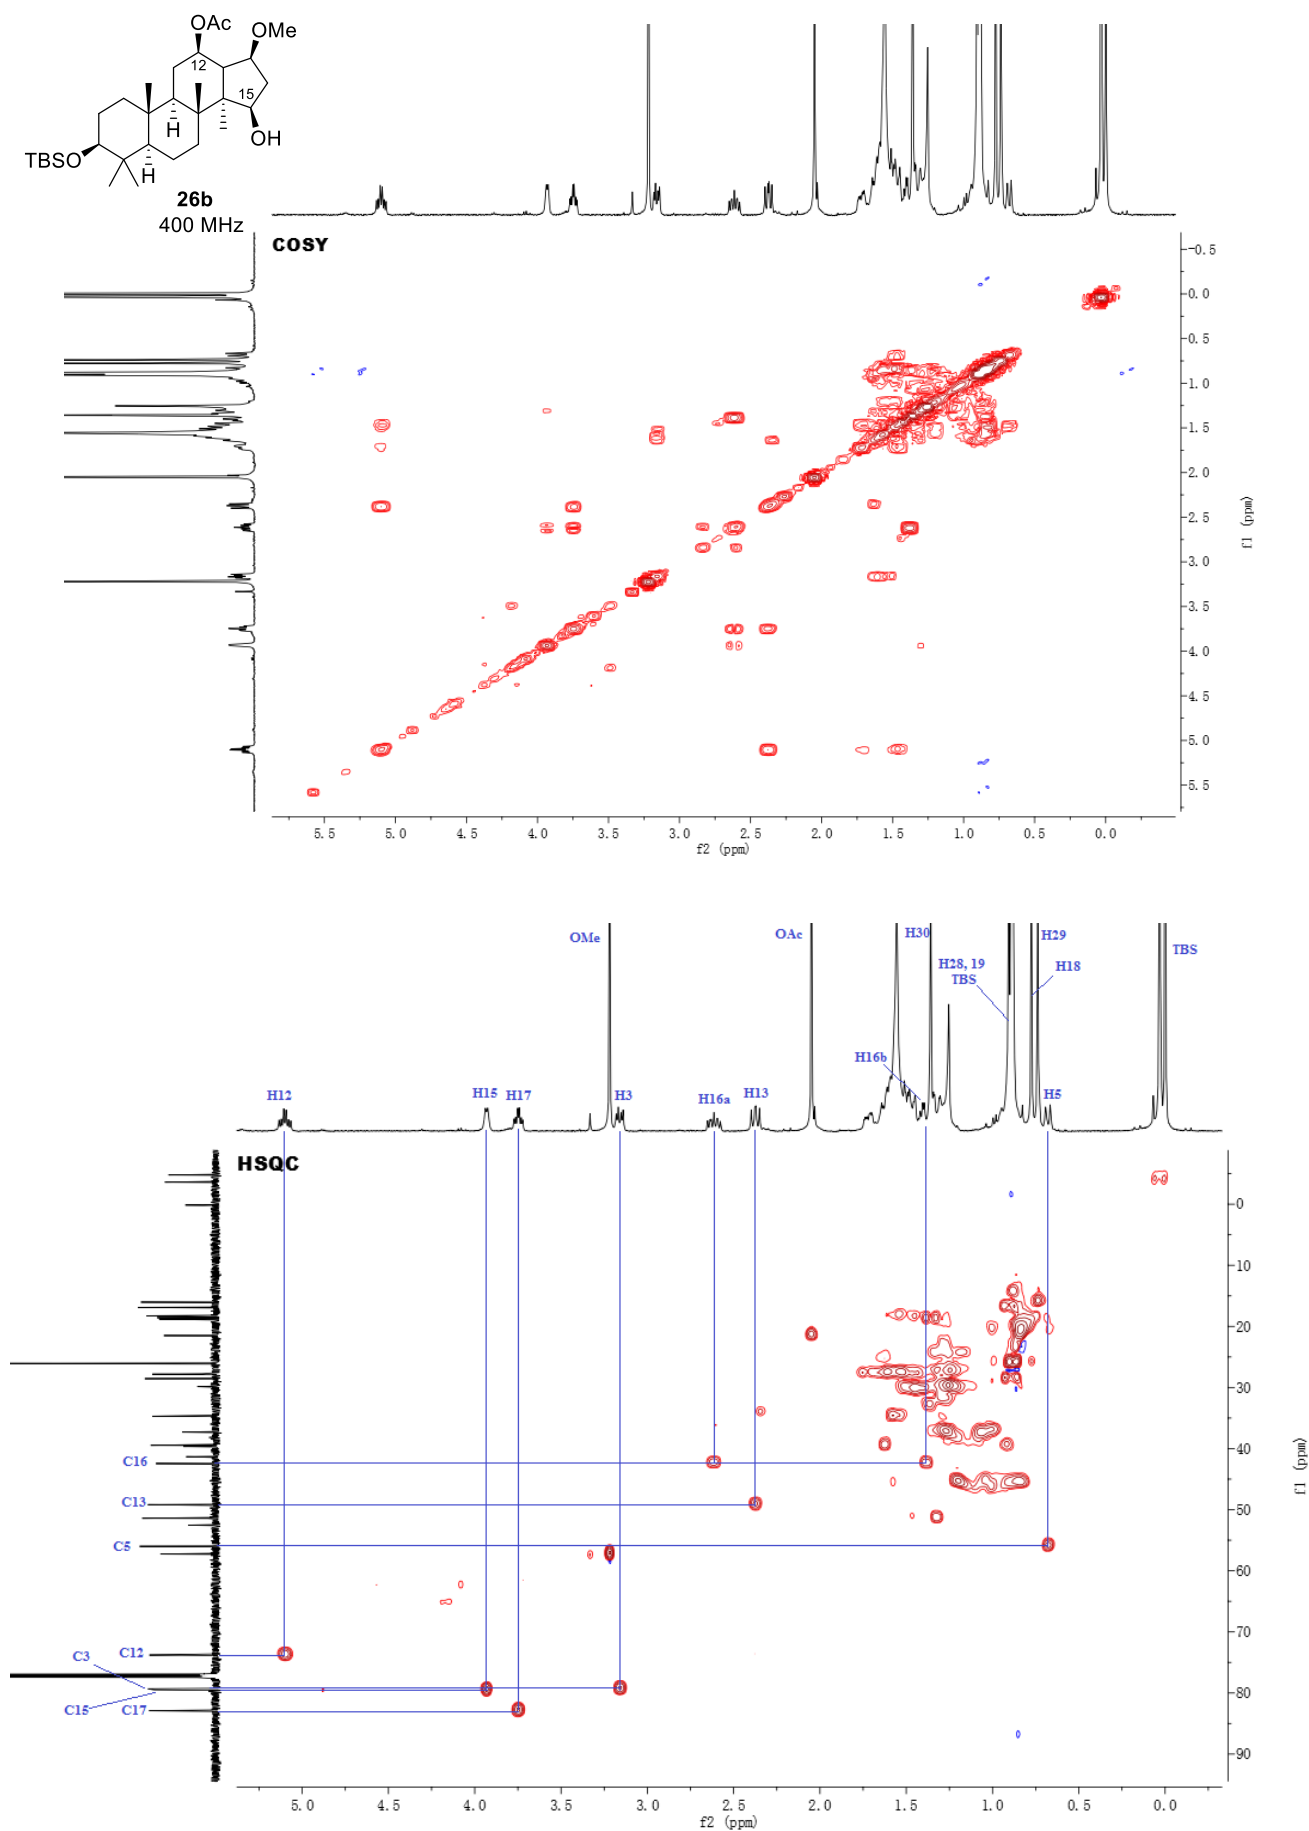 OAc
OMe
12
15
H
OH
TBSO
H
26b
400 MHz
COSY
-0.5
0.0
0.5
1.0
1.5
2.0
2.5
3.0
3.5
4.0
4.5
5.0
5.5
f1 (ppm)
5.5 5.0 4.5 4.0 3.5 3.0 2.5 2.0 1.5 1.0 0.5 0.0
f2 (ppm)
OMe
OAc
H30
H29
H28, 19
TBS
H18
TBS
H16b
H12
H15
H17
H3
H16a
H13
H5
HSQC
0
10
20
30
40
50
60
70
80
90
f1 (ppm)
C16
C13
C5
C12
C3
C15
C17
5.0 4.5 4.0 3.5 3.0 2.5 2.0 1.5 1.0 0.5 0.0
f2 (ppm)